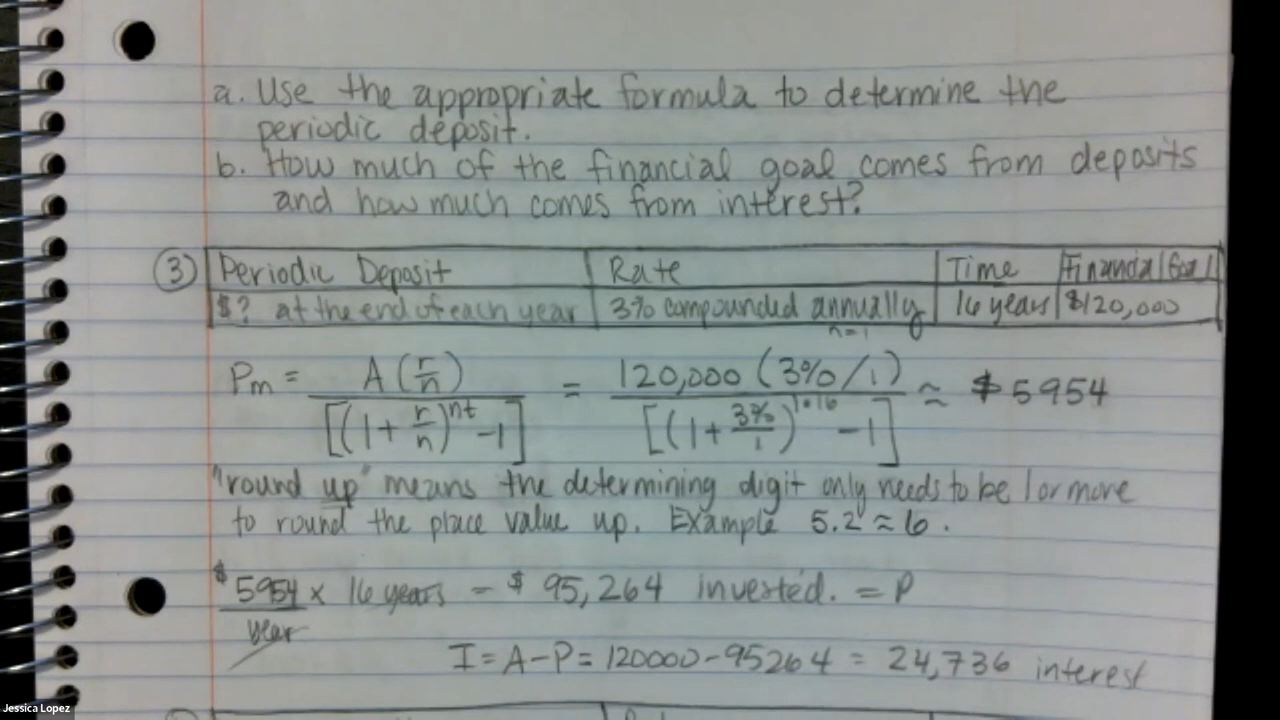 a. Use the appropriate formula to determine the
periodic deposit.
b. How much of the financial goal comes from deposits
and how much comes from interest?
③ Periodic Deposit | Rate | Time | Financial Goal
$? at the end of each year | 3% compounded annually | 16 years | $120,000
n=1
Pm = A(r/n) / [(1+r/n)^nt -1] = 120,000 (3%/1) / [(1+3%/1)^1·16 -1] ≈ $5954
"round up" means the determining digit only needs to be 1 or more
to round the place value up. Example 5.2≈6.
$5954/year × 16 years = $95,264 invested. = P
I = A-P = 120000-95264 = 24,736 interest
Jessica Lopez